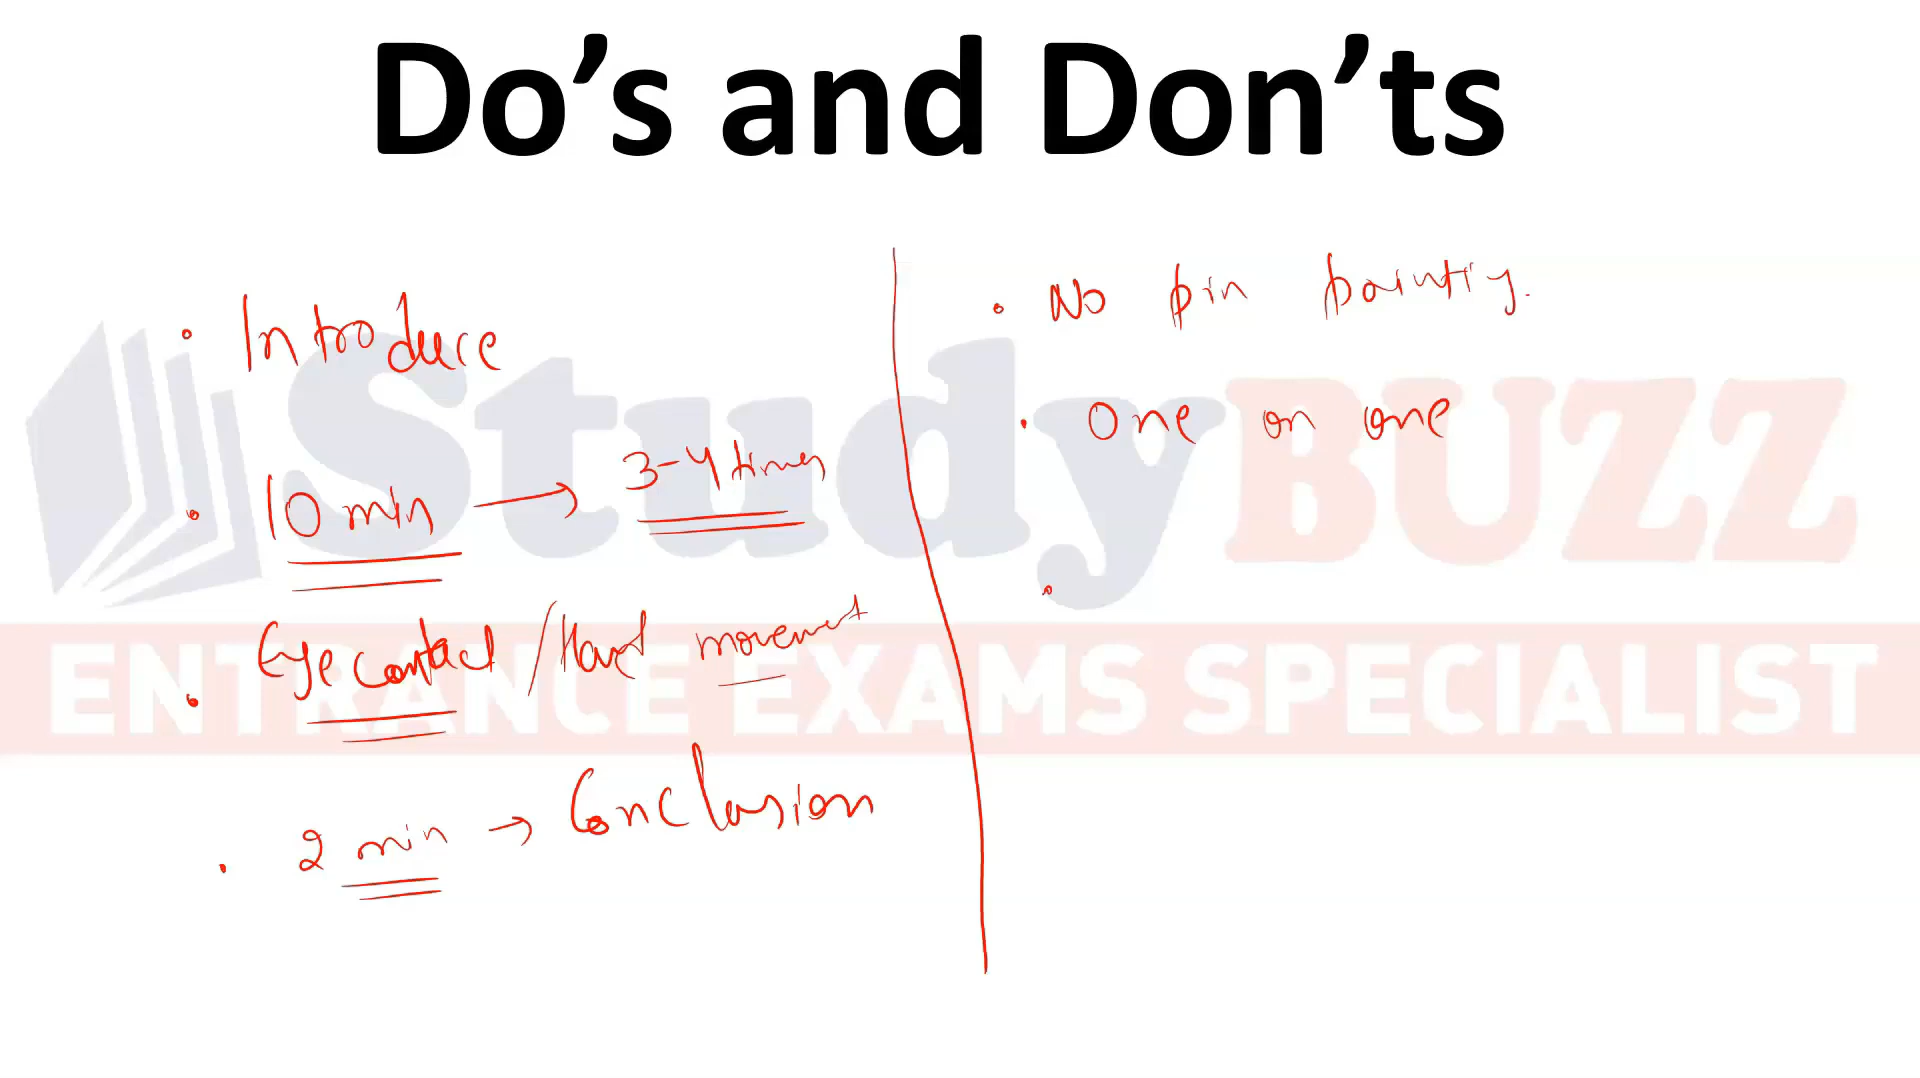 Do's and Don'ts
• Introduce
• 10 min → 3-4 times
• Eye contact / Hand movement
• 2 min → Conclusion
• No pin pointing.
• One on one
•
StudyBUZZ
ENTRANCE EXAMS SPECIALIST